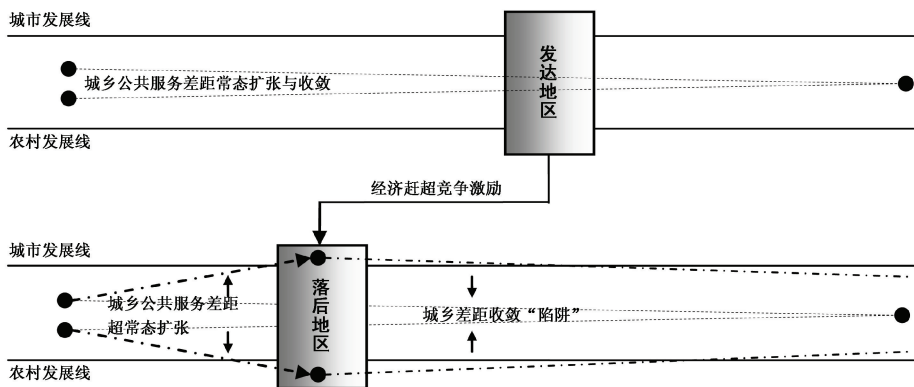 城市发展线
城乡公共服务差距常态扩张与收敛
发达地区
农村发展线
经济赶超竞争激励
城市发展线
城乡公共服务差距
超常态扩张
落后地区
城乡差距收敛“陷阱”
农村发展线